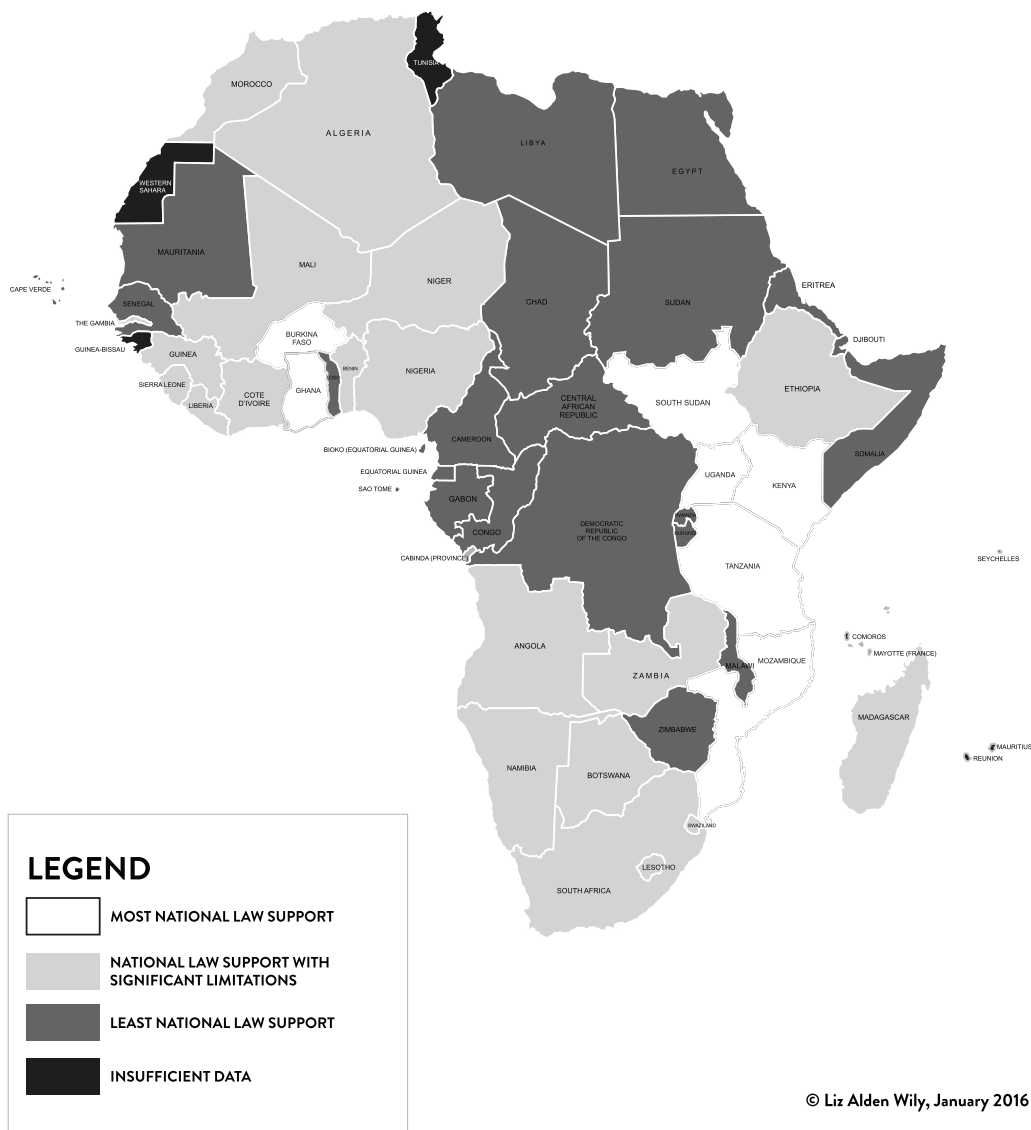 TUNISIA
MOROCCO
ALGERIA
LIBYA
EGYPT
WESTERN
SAHARA
MAURITANIA
MALI
NIGER
CHAD
SUDAN
ERITREA
CAPE VERDE
SENEGAL
THE GAMBIA
GUINEA-BISSAU
GUINEA
BURKINA
FASO
DJIBOUTI
SIERRA LEONE
LIBERIA
COTE
D'IVOIRE
GHANA
TOGO
BENIN
NIGERIA
ETHIOPIA
CENTRAL
AFRICAN
REPUBLIC
SOUTH SUDAN
CAMEROON
BIOKO (EQUATORIAL GUINEA)
SOMALIA
EQUATORIAL GUINEA
SAO TOME
UGANDA
KENYA
GABON
CONGO
DEMOCRATIC
REPUBLIC
OF THE CONGO
RWANDA
BURUNDI
CABINDA (PROVINCE)
TANZANIA
SEYCHELLES
COMOROS
MAYOTTE (FRANCE)
ANGOLA
ZAMBIA
MALAWI
MOZAMBIQUE
MADAGASCAR
ZIMBABWE
MAURITIUS
REUNION
NAMIBIA
BOTSWANA
SWAZILAND
LESOTHO
SOUTH AFRICA
LEGEND
MOST NATIONAL LAW SUPPORT
NATIONAL LAW SUPPORT WITH
SIGNIFICANT LIMITATIONS
LEAST NATIONAL LAW SUPPORT
INSUFFICIENT DATA
© Liz Alden Wily, January 2016